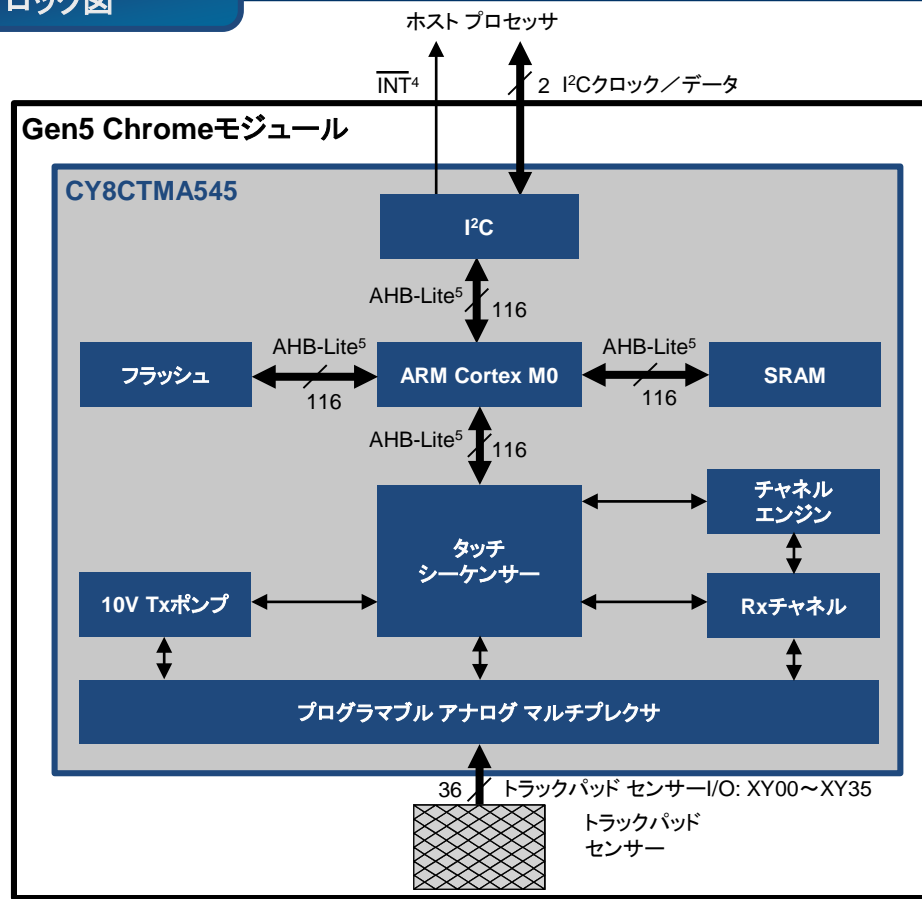 ロック図
ホスト プロセッサ
INT4
2 I2Cクロック／データ
Gen5 Chromeモジュール
CY8CTMA545
I2C
AHB-Lite5
116
フラッシュ
AHB-Lite5
116
ARM Cortex M0
AHB-Lite5
116
SRAM
AHB-Lite5
116
チャネル
エンジン
タッチ
シーケンサー
10V Txポンプ
Rxチャネル
プログラマブル アナログ マルチプレクサ
36
トラックパッド センサーI/O: XY00～XY35
トラックパッド
センサー